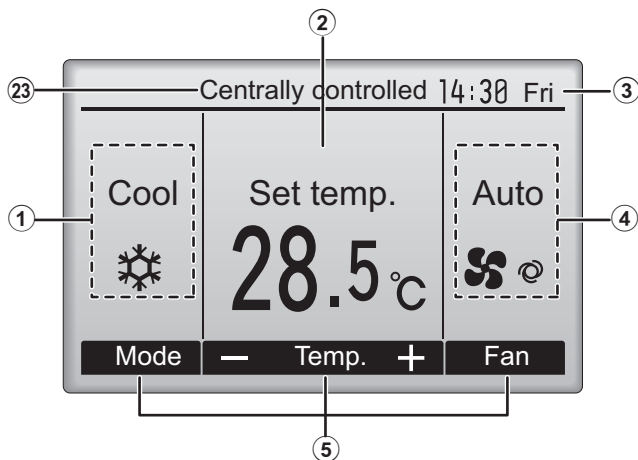 2
23 Centrally controlled 14:30 Fri 3
1 Cool Set temp. Auto 4
28.5°C
Mode — Temp. + Fan
5